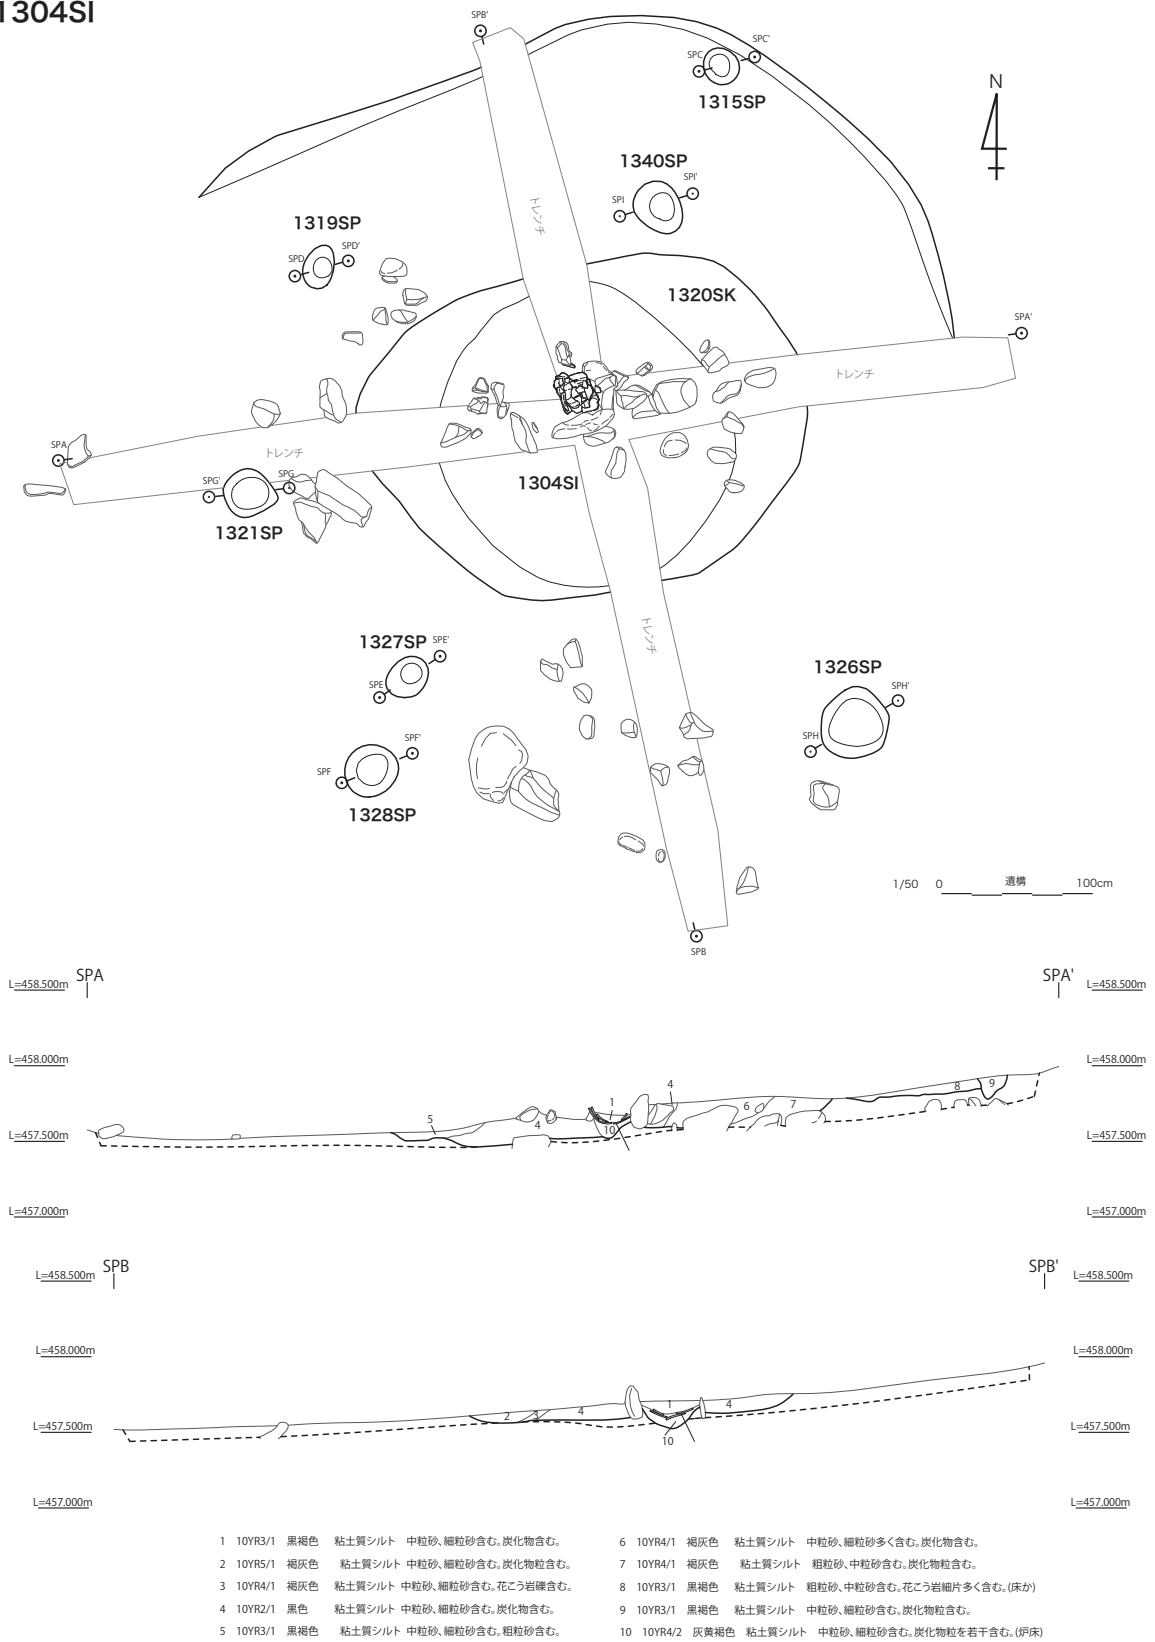 1304SI
SPB'
SPC SPC'
1315SP
N
1340SP
SPI SPI'
トレンチ
1319SP
SPD SPD'
1320SK
SPA'
トレンチ
SPA
トレンチ
SPG' SPG
1304SI
1321SP
トレンチ
1327SP SPE'
SPE
1326SP
SPH'
SPH
SPF'
SPF
1328SP
1/50 0 遺構 100cm
SPB
SPA SPA'
L=458.500m L=458.500m
L=458.000m L=458.000m
4 8 9
1 6 7
5 4
10
L=457.500m L=457.500m
L=457.000m L=457.000m
SPB SPB'
L=458.500m L=458.500m
L=458.000m L=458.000m
2 3 4 1 4
10
L=457.500m L=457.500m
L=457.000m L=457.000m
1 10YR3/1 黒褐色 粘土質シルト 中粒砂、細粒砂含む。炭化物含む。
2 10YR5/1 褐灰色 粘土質シルト 中粒砂、細粒砂含む。炭化物粒含む。
3 10YR4/1 褐灰色 粘土質シルト 中粒砂、細粒砂含む。花こう岩礫含む。
4 10YR2/1 黒色 粘土質シルト 中粒砂、細粒砂含む。炭化物含む。
5 10YR3/1 黒褐色 粘土質シルト 中粒砂、細粒砂含む。粗粒砂含む。
6 10YR4/1 褐灰色 粘土質シルト 中粒砂、細粒砂多く含む。炭化物含む。
7 10YR4/1 褐灰色 粘土質シルト 粗粒砂、中粒砂含む。炭化物粒含む。
8 10YR3/1 黒褐色 粘土質シルト 粗粒砂、中粒砂含む。花こう岩細片多く含む。(床か)
9 10YR3/1 黒褐色 粘土質シルト 中粒砂、細粒砂含む。炭化物粒含む。
10 10YR4/2 灰黄褐色 粘土質シルト 中粒砂、細粒砂含む。炭化物粒を若干含む。(炉床)